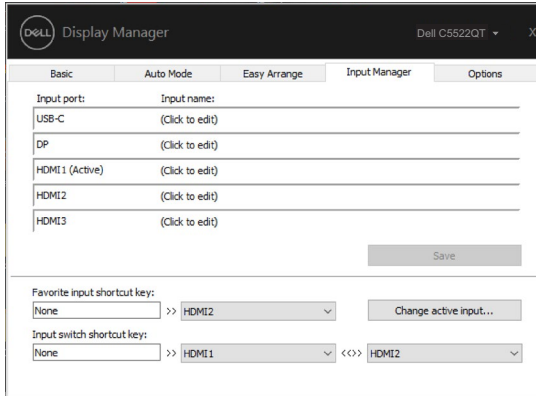 DELL Display Manager Dell C5522QT X
Basic Auto Mode Easy Arrange Input Manager Options
Input port: Input name:
USB-C (Click to edit)
DP (Click to edit)
HDMI1 (Active) (Click to edit)
HDMI2 (Click to edit)
HDMI3 (Click to edit)
Save
Favorite input shortcut key:
None >> HDMI2 Change active input...
Input switch shortcut key:
None >> HDMI1 <<>> HDMI2